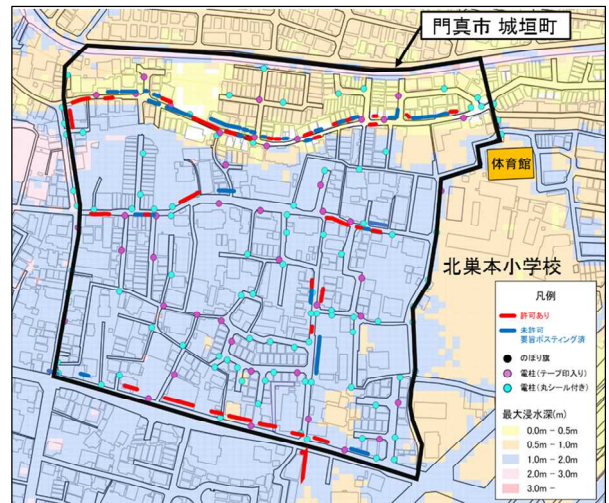 門真市 城垣町
体育館
北巣本小学校
凡例
許可あり
未許可
要旨ポスティング済
のぼり旗
電柱(テープ印入り)
電柱(丸シール付き)
最大浸水深(m)
0.0m - 0.5m
0.5m - 1.0m
1.0m - 2.0m
2.0m - 3.0m
3.0m -